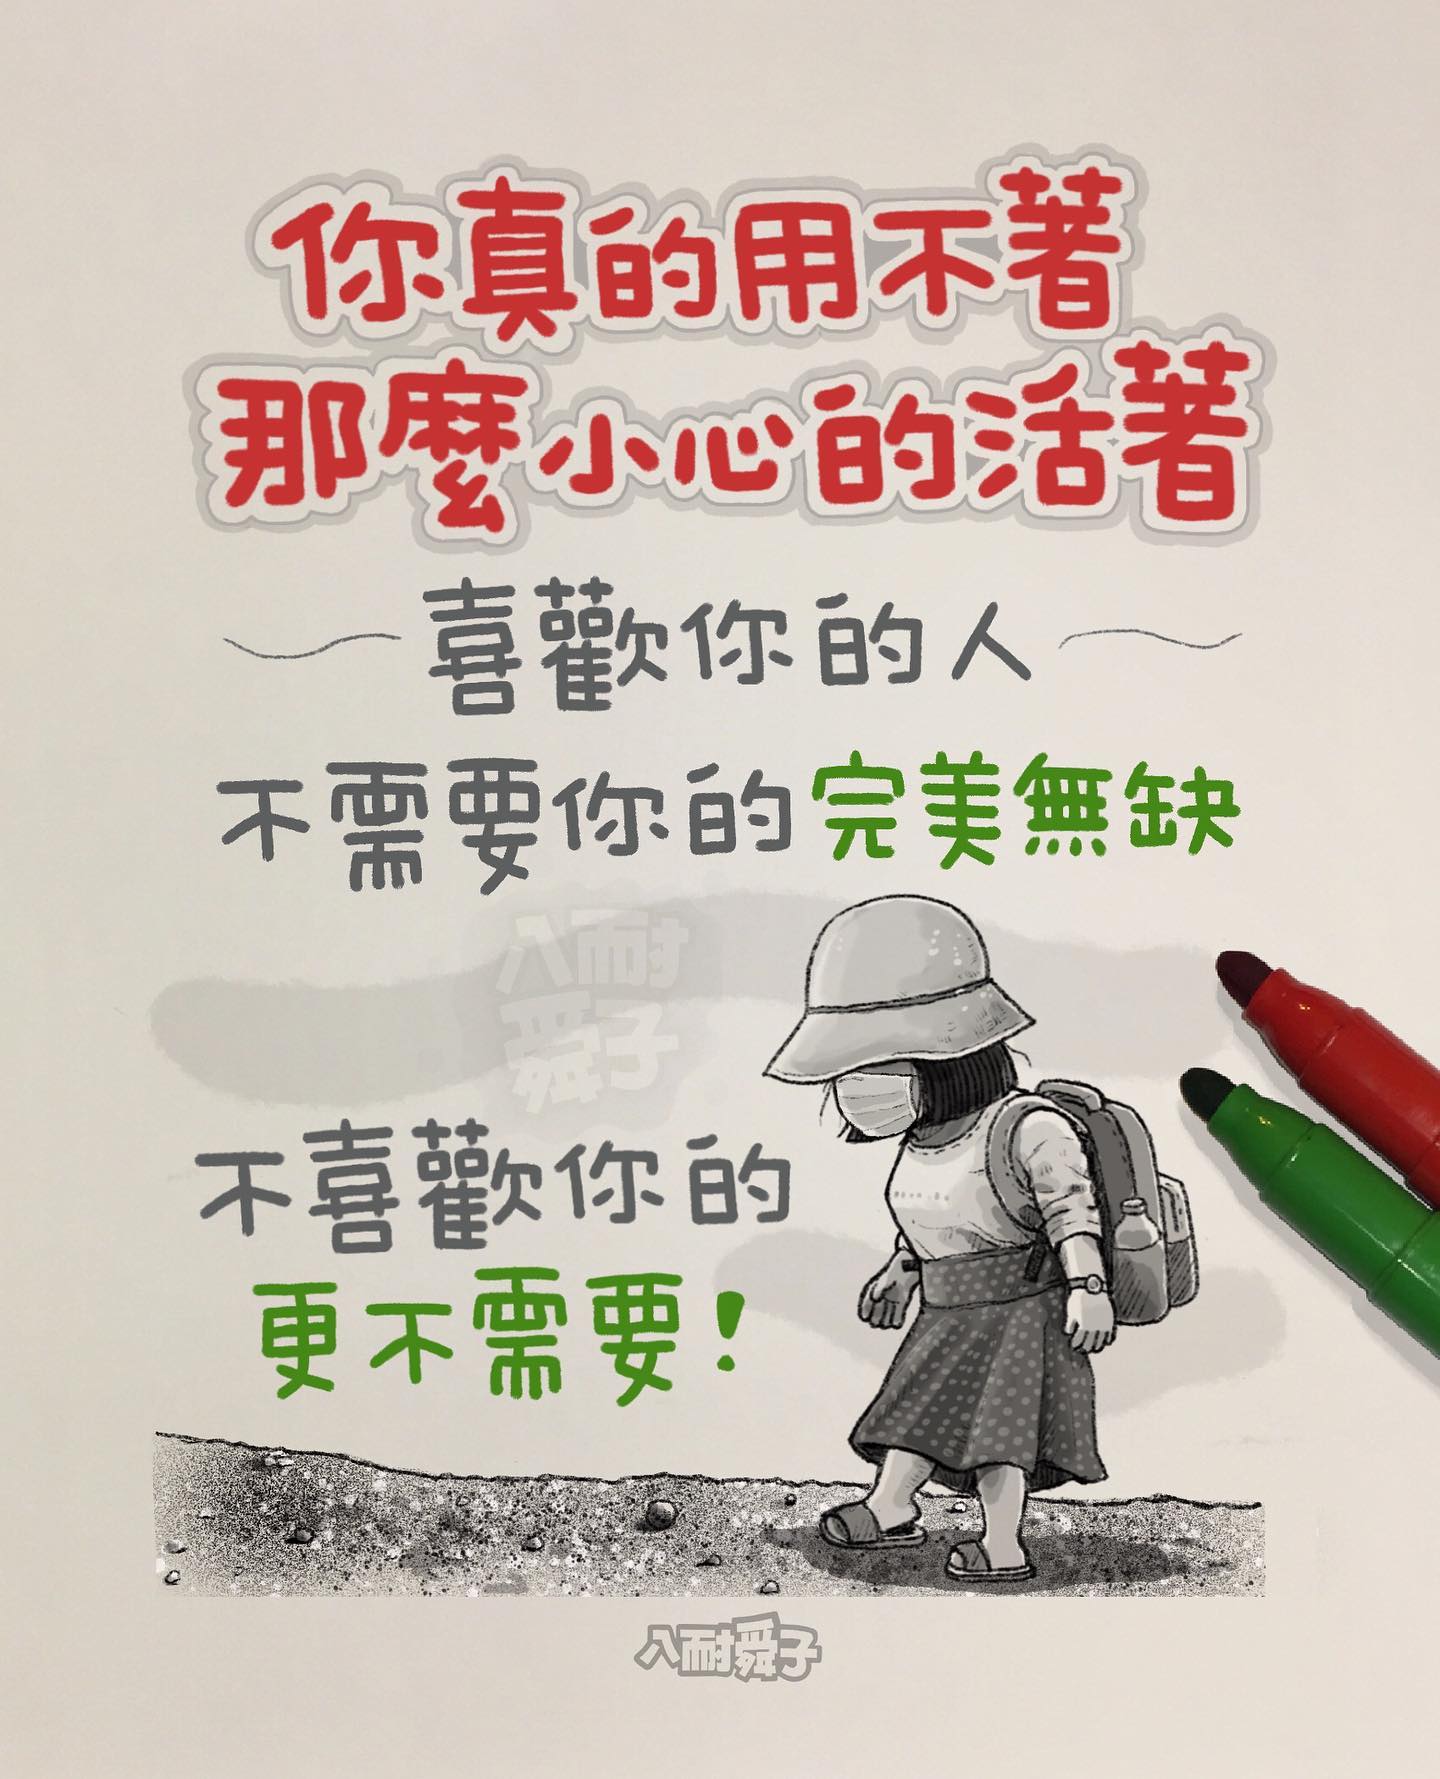 你真的用不著
那麼小心的活著
喜歡你的人
不需要你的完美無缺
八耐
舜子
不喜歡你的
更不需要!
八耐舜子